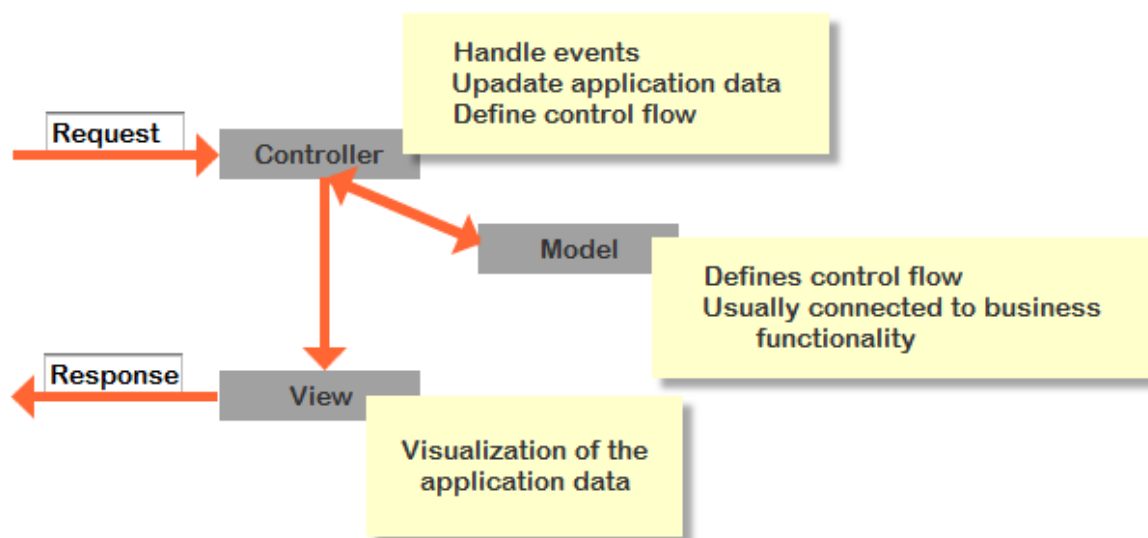 Handle events
Upadate application data
Define control flow
Request
Controller
Model
Defines control flow
Usually connected to business
functionality
Response
View
Visualization of the
application data